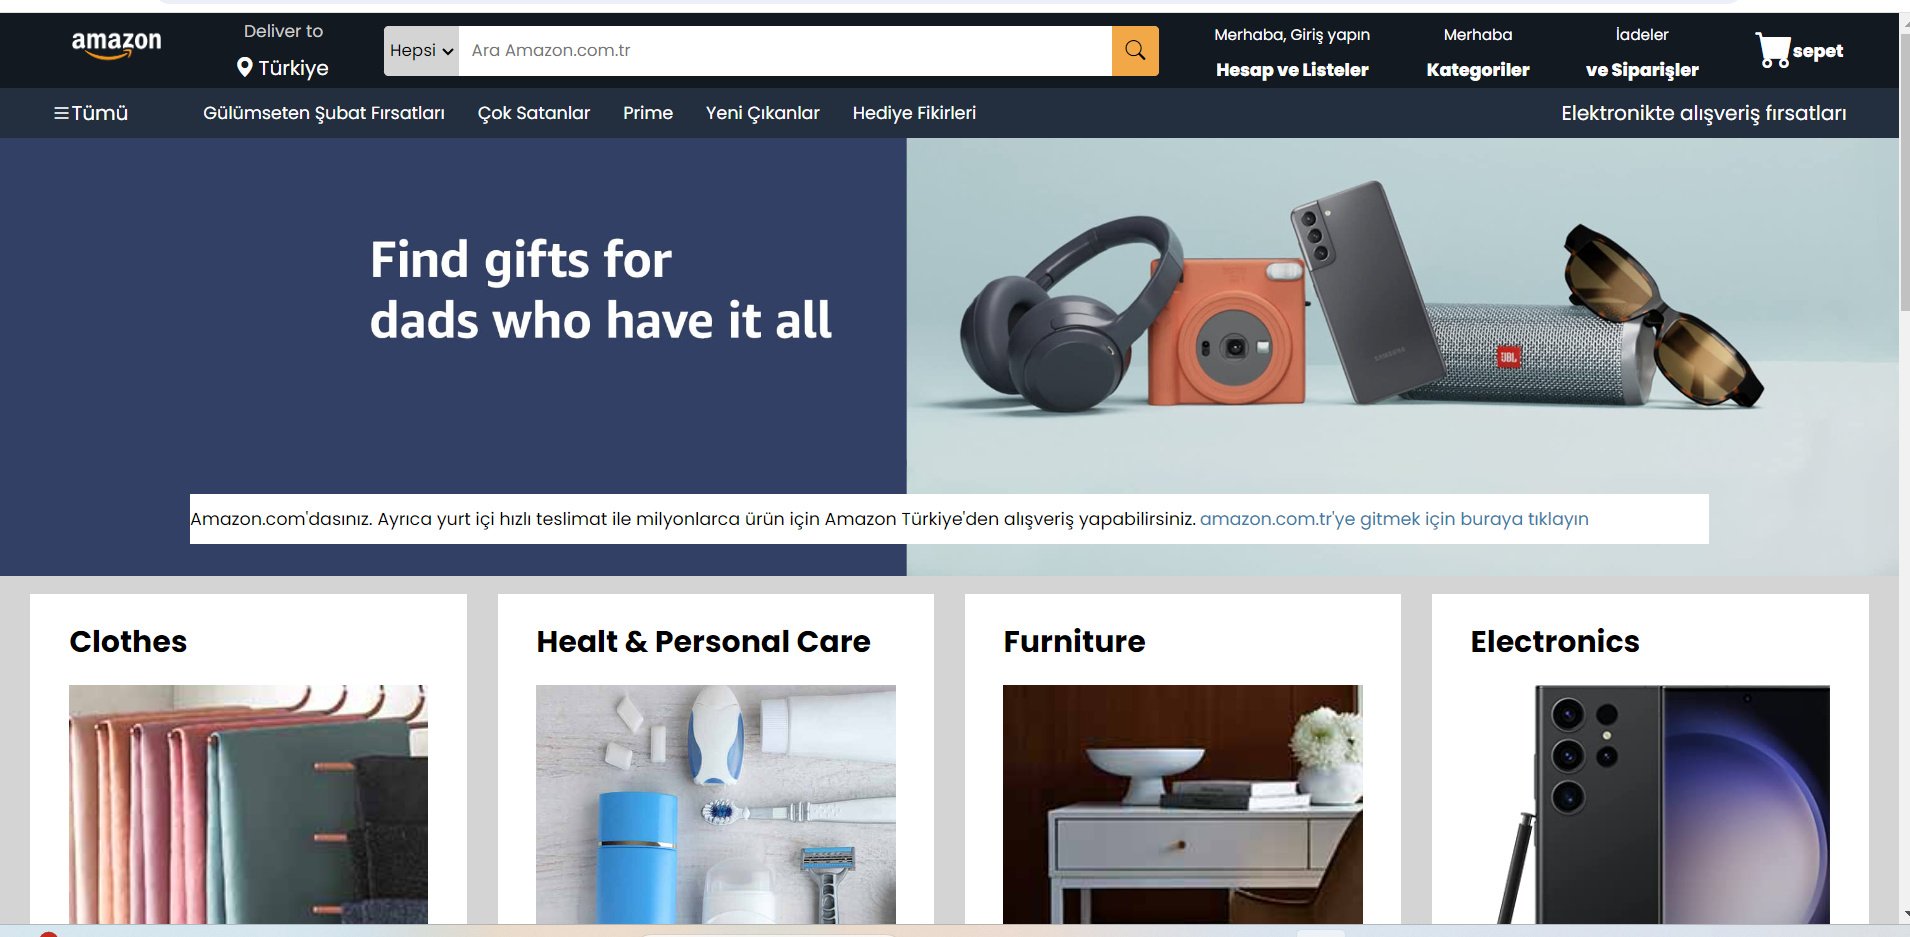 amazon
Deliver to
Türkiye
Hepsi
Ara Amazon.com.tr
Merhaba, Giriş yapın
Hesap ve Listeler
Merhaba
Kategoriler
İadeler
ve Siparişler
sepet
Tümü
Gülümseten Şubat Fırsatları
Çok Satanlar
Prime
Yeni Çıkanlar
Hediye Fikirleri
Elektronikte alışveriş fırsatları
Find gifts for
dads who have it all
SAMSUNG
JBL
Amazon.com'dasınız. Ayrıca yurt içi hızlı teslimat ile milyonlarca ürün için Amazon Türkiye'den alışveriş yapabilirsiniz. amazon.com.tr'ye gitmek için buraya tıklayın
Clothes
Healt & Personal Care
Furniture
Electronics